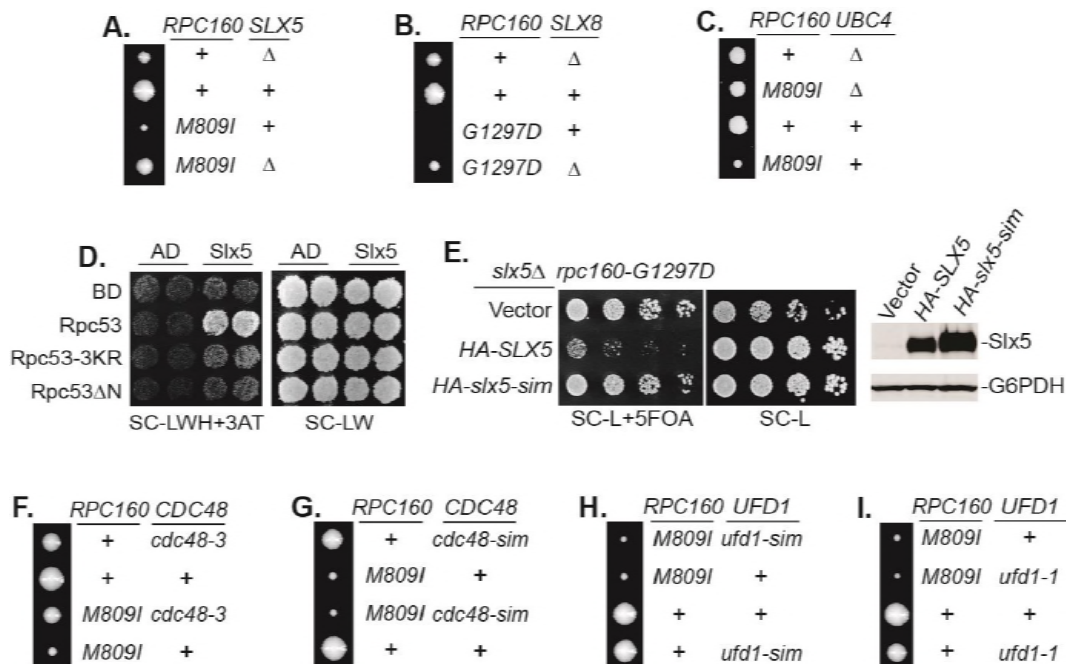 A. RPC160 SLX5
+ Δ
+ +
M809I +
M809I Δ
B. RPC160 SLX8
+ Δ
+ +
G1297D +
G1297D Δ
C. RPC160 UBC4
+ Δ
M809I Δ
+ +
M809I +
D. AD Slx5 AD Slx5
BD
Rpc53
Rpc53-3KR
Rpc53ΔN
SC-LWH+3AT SC-LW
E. slx5Δ rpc160-G1297D
Vector
HA-SLX5
HA-slx5-sim
SC-L+5FOA SC-L
Vector
HA-SLX5
HA-slx5-sim
-Slx5
-G6PDH
F. RPC160 CDC48
+ cdc48-3
+ +
M809I cdc48-3
M809I +
G. RPC160 CDC48
+ cdc48-sim
M809I +
M809I cdc48-sim
+ +
H. RPC160 UFD1
M809I ufd1-sim
M809I +
+ +
+ ufd1-sim
I. RPC160 UFD1
M809I +
M809I ufd1-1
+ +
+ ufd1-1